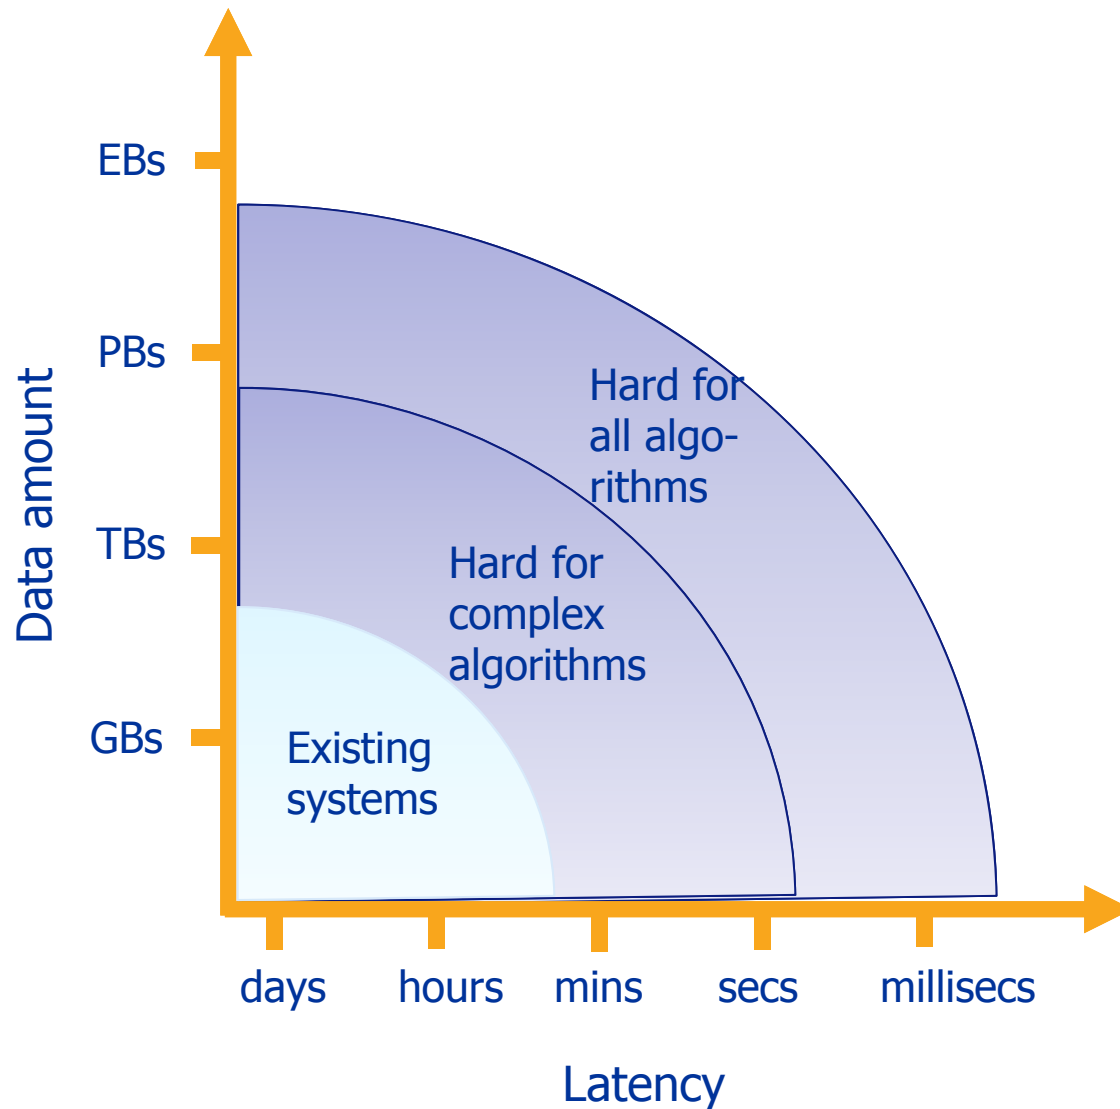 EBs
PBs
TBs
GBs
Data amount
Hard for
all algo-
rithms
Hard for
complex
algorithms
Existing
systems
days
hours
mins
secs
millisecs
Latency